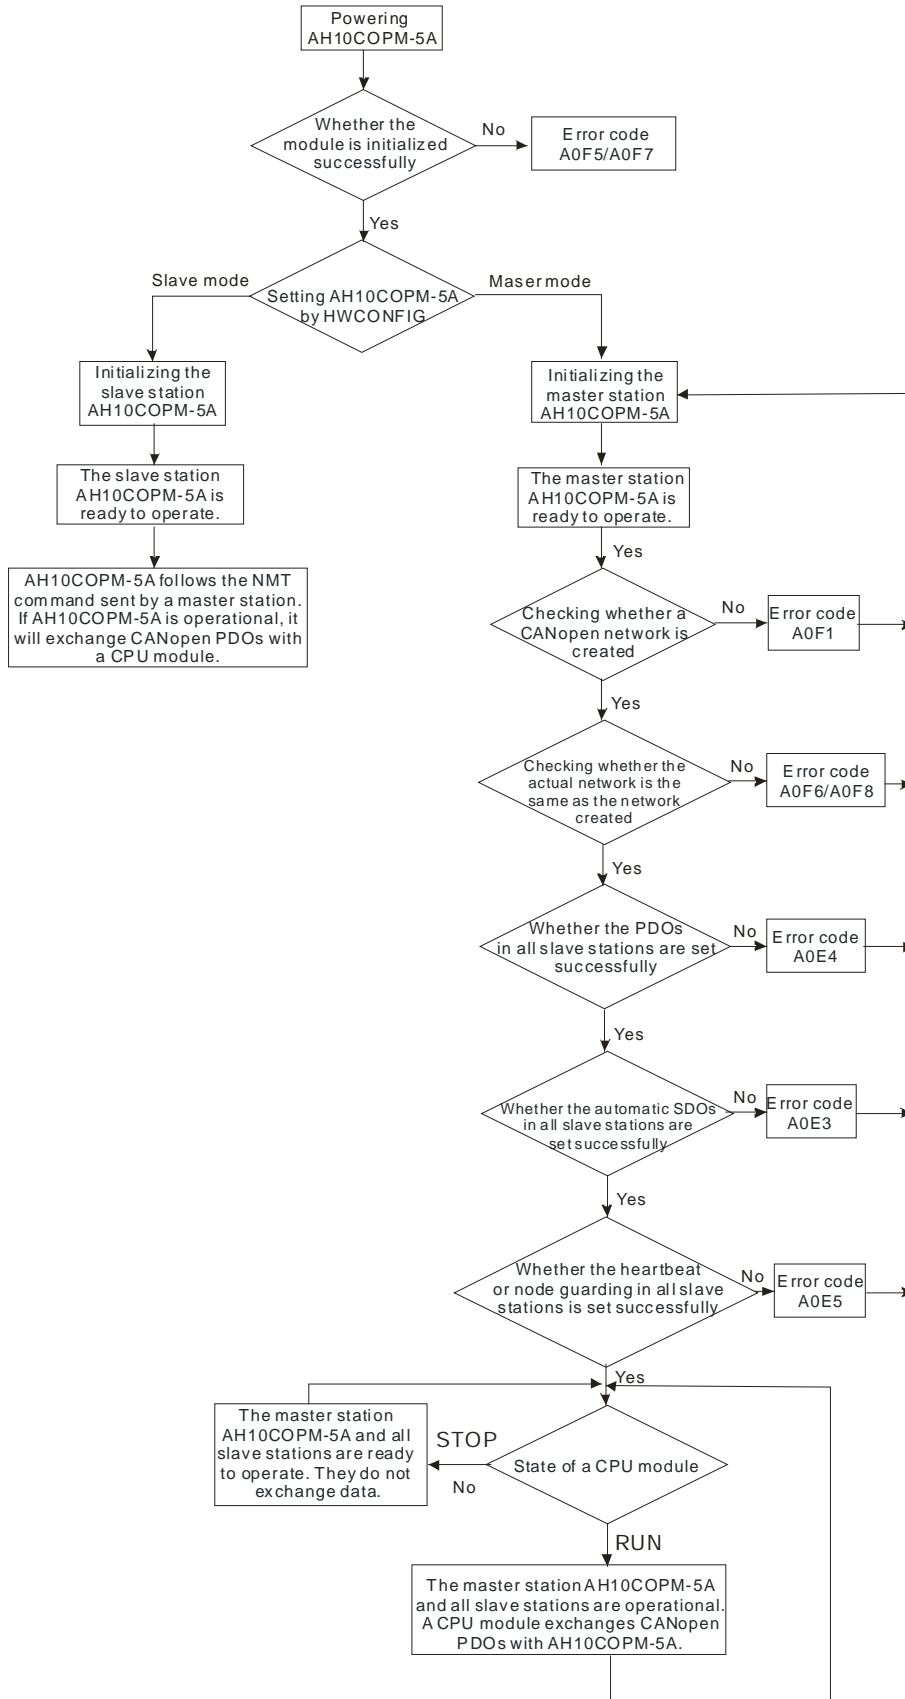 Powering
AH10COPM-5A
Whether the
module is initialized
successfully
No
Error code
A0F5/A0F7
Yes
Slave mode
Maser mode
Setting AH10COPM-5A
by HWCONFIG
Initializing the
slave station
AH10COPM-5A
Initializing the
master station
AH10COPM-5A
The slave station
AH10COPM-5A is
ready to operate.
The master station
AH10COPM-5A is
ready to operate.
Yes
AH10COPM-5A follows the NMT
command sent by a master station.
If AH10COPM-5A is operational, it
will exchange CANopen PDOs with
a CPU module.
Checking whether a
CANopen network is
created
No
Error code
A0F1
Yes
Checking whether the
actual network is the
same as the network
created
No
Error code
A0F6/A0F8
Yes
Whether the PDOs
in all slave stations are set
successfully
No
Error code
A0E4
Yes
Whether the automatic SDOs
in all slave stations are
set successfully
No
Error code
A0E3
Yes
Whether the heartbeat
or node guarding in all slave
stations is set successfully
No
Error code
A0E5
Yes
The master station
AH10COPM-5A and all
slave stations are ready
to operate. They do not
exchange data.
STOP
No
State of a CPU module
RUN
The master station AH10COPM-5A
and all slave stations are operational.
A CPU module exchanges CANopen
PDOs with AH10COPM-5A.